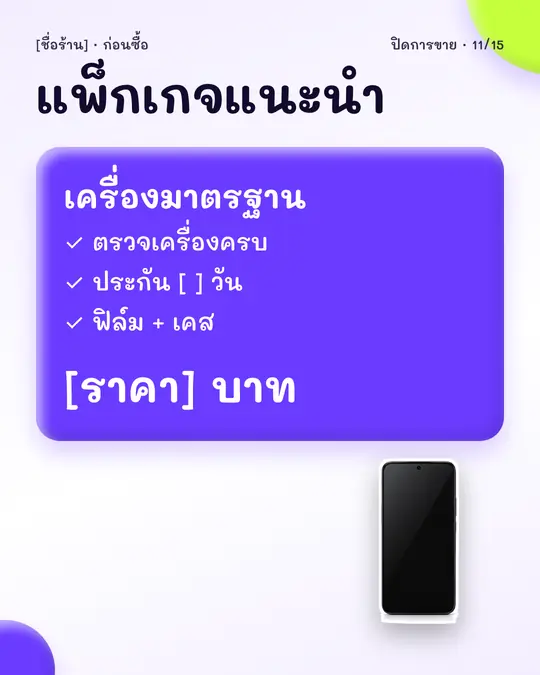 [ชื่อร้าน] · ก่อนซื้อ
ปิดการขาย · 11/15
แพ็กเกจแนะนำ
เครื่องมาตรฐาน
✓ ตรวจเครื่องครบ
✓ ประกัน [ ] วัน
✓ ฟิล์ม + เคส
[ราคา] บาท